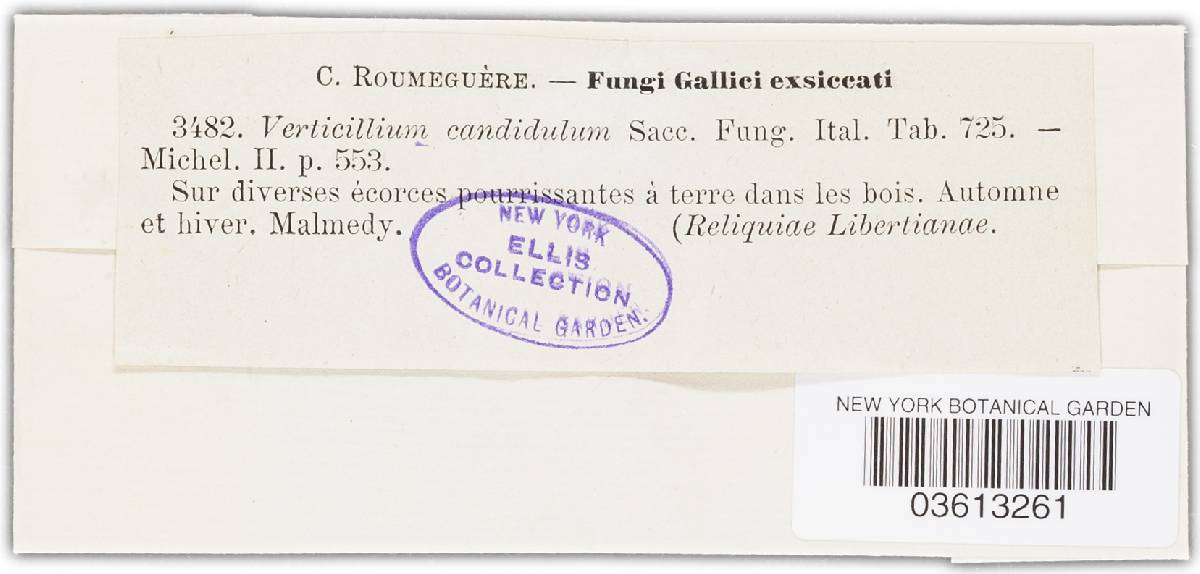 C. ROUMEGUÈRE. — Fungi Gallici exsiccati
3482. Verticillium candidulum Sacc. Fung. Ital. Tab. 725. —
Michel. II. p. 553.
Sur diverses écorces pourrissantes à terre dans les bois. Automne
et hiver. Malmedy. (Reliquiae Libertianae.
NEW YORK
ELLIS
COLLECTION
BOTANICAL GARDEN.
NEW YORK BOTANICAL GARDEN
03613261